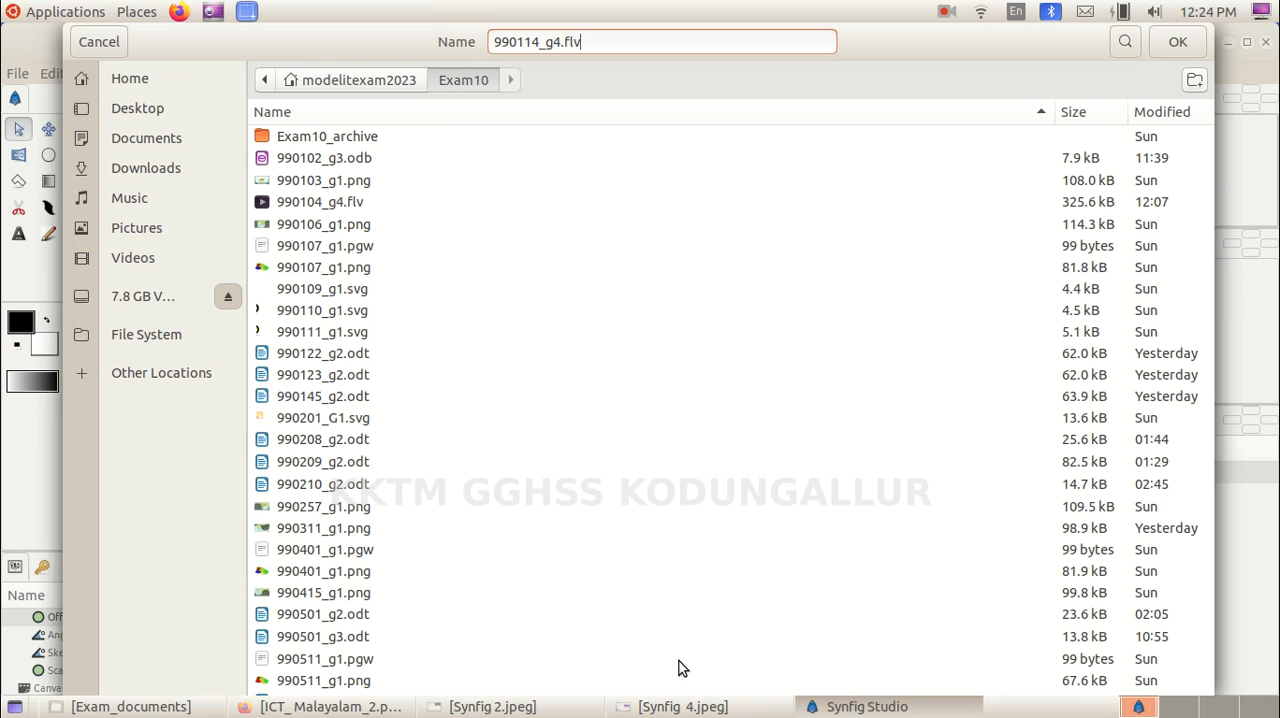 Applications Places En 12:24 PM
Cancel Name 990114_g4.flv OK
File Edi
modelitexam2023 Exam10
Home
Desktop
Documents
Downloads
Music
Pictures
Videos
7.8 GB V...
File System
Other Locations
Name Size Modified
Exam10_archive Sun
990102_g3.odb 7.9 kB 11:39
990103_g1.png 108.0 kB Sun
990104_g4.flv 325.6 kB 12:07
990106_g1.png 114.3 kB Sun
990107_g1.pgw 99 bytes Sun
990107_g1.png 81.8 kB Sun
990109_g1.svg 4.4 kB Sun
990110_g1.svg 4.5 kB Sun
990111_g1.svg 5.1 kB Sun
990122_g2.odt 62.0 kB Yesterday
990123_g2.odt 62.0 kB Yesterday
990145_g2.odt 63.9 kB Yesterday
990201_G1.svg 13.6 kB Sun
990208_g2.odt 25.6 kB 01:44
990209_g2.odt 82.5 kB 01:29
990210_g2.odt 14.7 kB 02:45
KKTM GGHSS KODUNGALLUR
990257_g1.png 109.5 kB Sun
990311_g1.png 98.9 kB Yesterday
990401_g1.pgw 99 bytes Sun
990401_g1.png 81.9 kB Sun
990415_g1.png 99.8 kB Sun
990501_g2.odt 23.6 kB 02:05
990501_g3.odt 13.8 kB 10:55
990511_g1.pgw 99 bytes Sun
990511_g1.png 67.6 kB Sun
Name
Off
Ang
Ske
Sca
Canva
[Exam_documents] [ICT_Malayalam_2.p... [Synfig 2.jpeg] [Synfig 4.jpeg] Synfig Studio